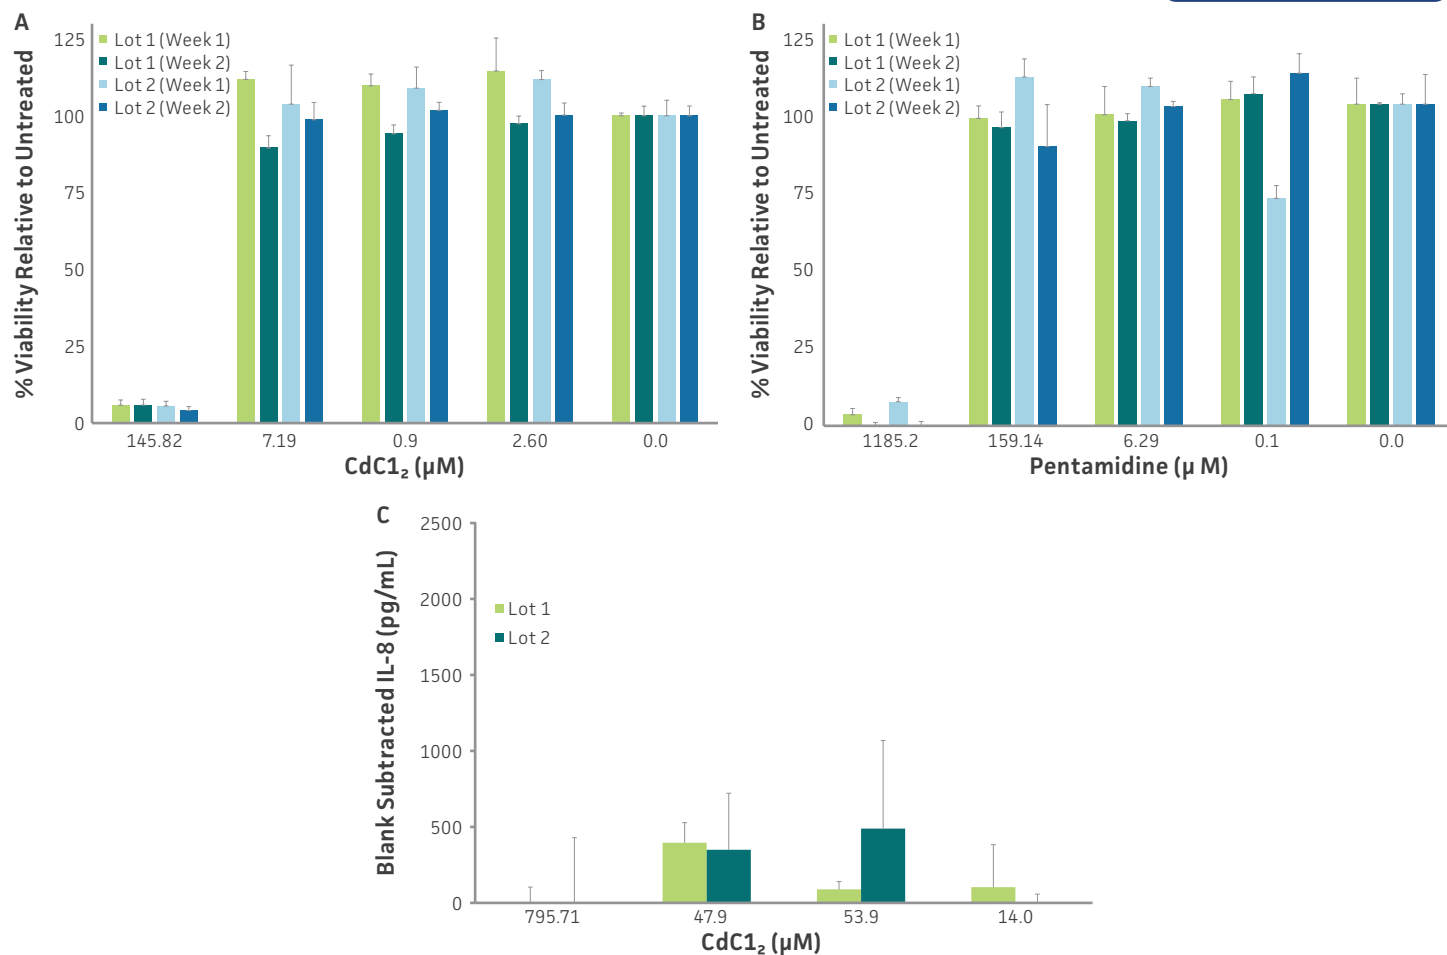 A
% Viability Relative to Untreated
125
100
75
50
25
0
Lot 1 (Week 1)
Lot 1 (Week 2)
Lot 2 (Week 1)
Lot 2 (Week 2)
145.82 7.19 0.9 2.60 0.0
CdC1₂ (μM)
B
% Viability Relative to Untreated
125
100
75
50
25
0
Lot 1 (Week 1)
Lot 1 (Week 2)
Lot 2 (Week 1)
Lot 2 (Week 2)
1185.2 159.14 6.29 0.1 0.0
Pentamidine (μ M)
C
Blank Subtracted IL-8 (pg/mL)
2500
2000
1500
1000
500
0
Lot 1
Lot 2
795.71 47.9 53.9 14.0
CdC1₂ (μM)